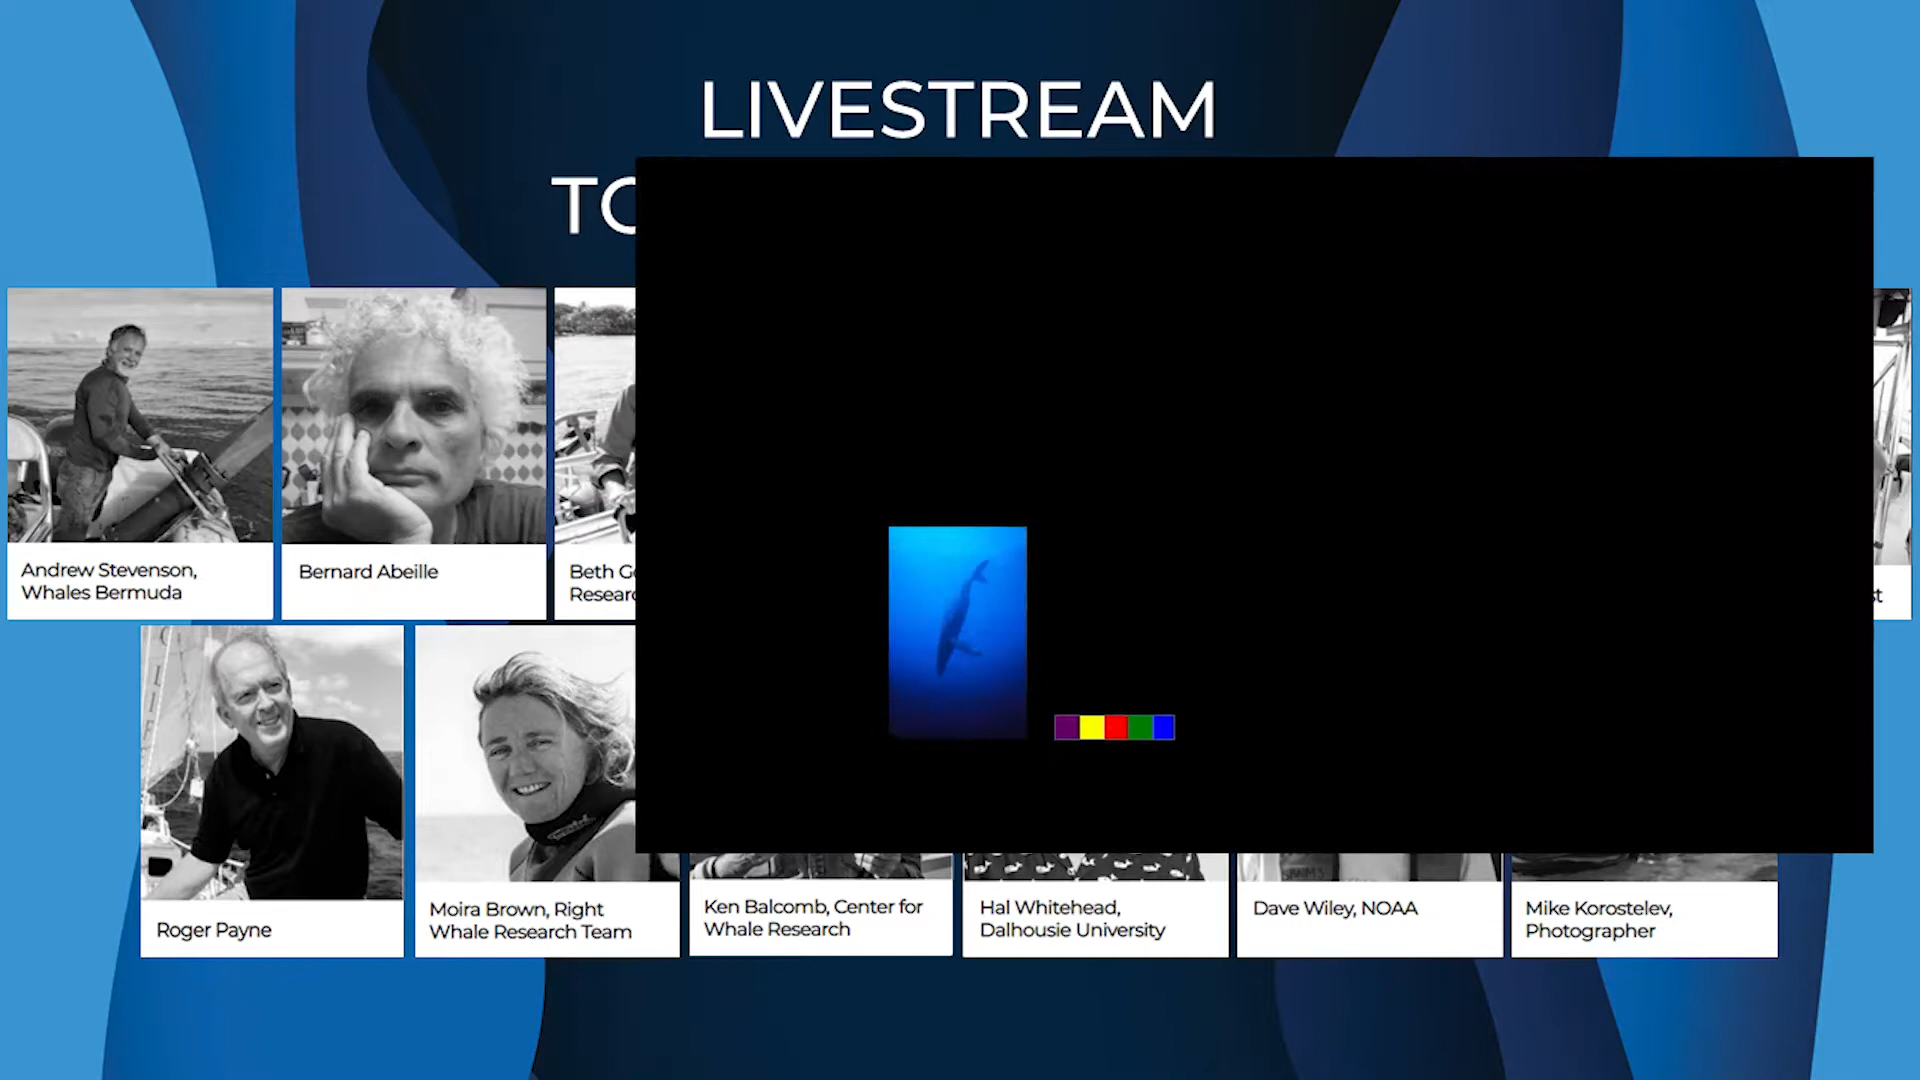 LIVESTREAM
Andrew Stevenson,
Whales Bermuda
Bernard Abeille
Beth
Roger Payne
Moira Brown, Right
Whale Research Team
Ken Balcomb, Center for
Whale Research
Hal Whitehead,
Dalhousie University
Dave Wiley, NOAA
Mike Korostelev,
Photographer